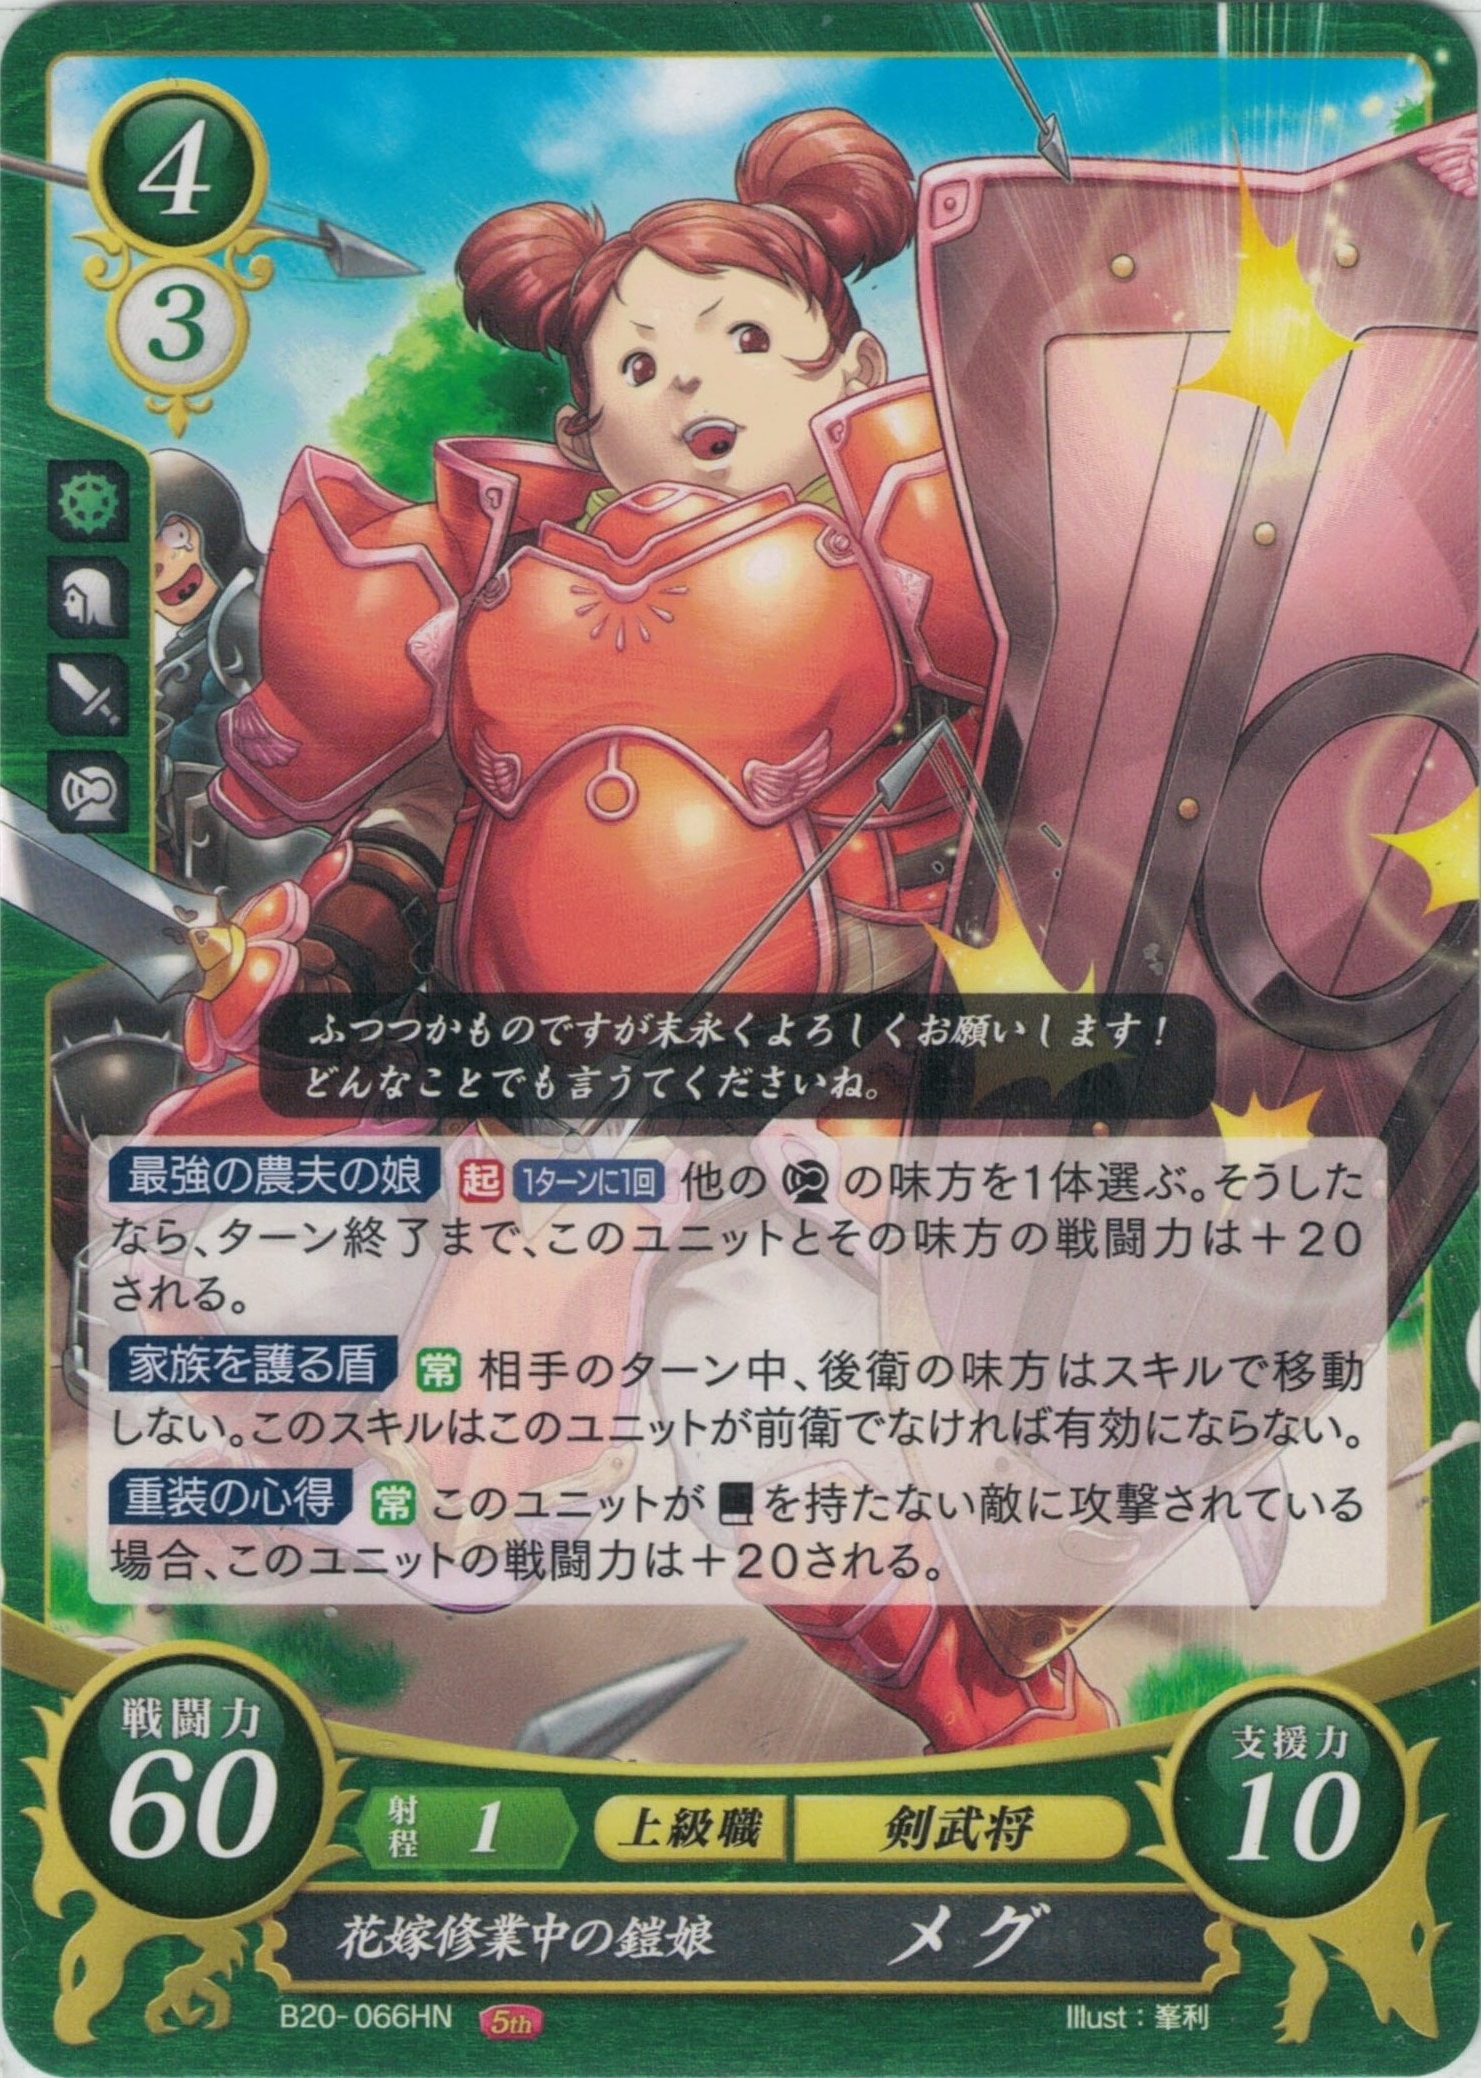 4
3
ふつつかものですが末永くよろしくお願いします！
どんなことでも言うてくださいね。
最強の農夫の娘 起 1ターンに1回 他の の味方を1体選ぶ。そうした
なら、ターン終了まで、このユニットとその味方の戦闘力は＋20
される。
家族を護る盾 常 相手のターン中、後衛の味方はスキルで移動
しない。このスキルはこのユニットが前衛でなければ有効にならない。
重装の心得 常 このユニットが を持たない敵に攻撃されている
場合、このユニットの戦闘力は＋20される。
戦闘力
60
射程 1
上級職 剣武将
支援力
10
花嫁修業中の鎧娘 メグ
B20-066HN 5th Illust：峯利